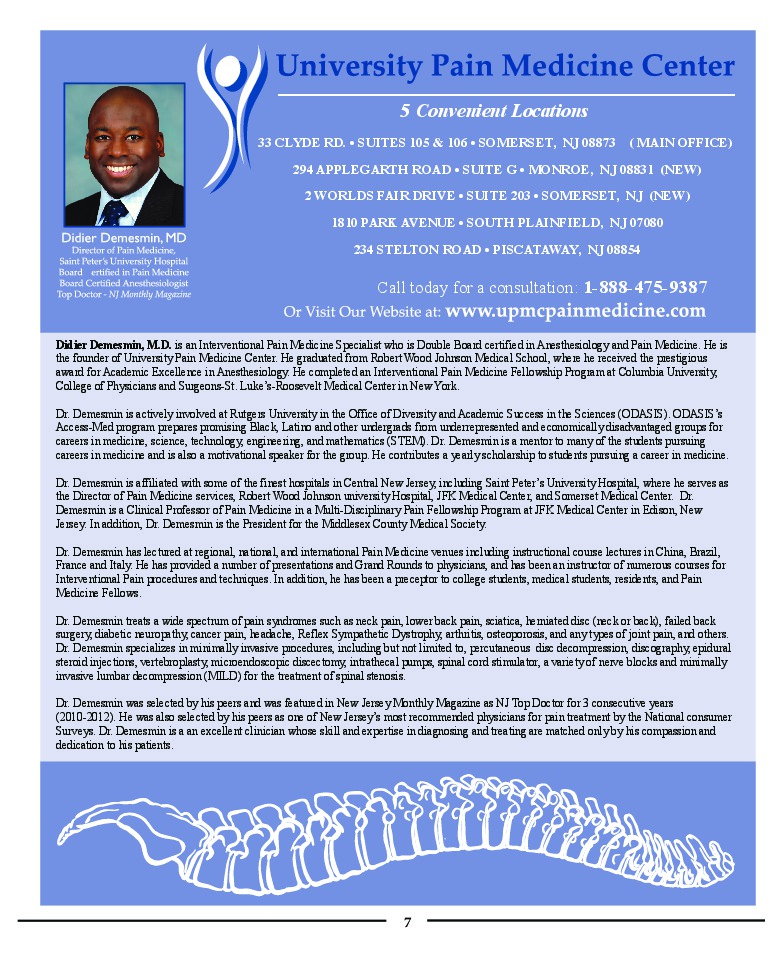 University Pain Medicine Center
5 Convenient Locations
33 CLYDE RD. • SUITES 105 & 106 • SOMERSET, NJ 08873 ( MAIN OFFICE)
294 APPLEGARTH ROAD • SUITE G • MONROE, NJ 08831 (NEW)
2 WORLDS FAIR DRIVE • SUITE 203 • SOMERSET, NJ (NEW)
1810 PARK AVENUE • SOUTH PLAINFIELD, NJ 07080
234 STELTON ROAD • PISCATAWAY, NJ 08854
Call today for a consultation: 1-888-475-9387
Or Visit Our Website at: www.upmcpainmedicine.com
Didier Demesmin, MD
Director of Pain Medicine,
Saint Peter's University Hospital
Board ertified in Pain Medicine
Board Certified Anesthesiologist
Top Doctor - NJ Monthly Magazine
Didier Demesmin, M.D. is an Interventional Pain Medicine Specialist who is Double Board certified in Anesthesiology and Pain Medicine. He is
the founder of University Pain Medicine Center. He graduated from Robert Wood Johnson Medical School, where he received the prestigious
award for Academic Excellence in Anesthesiology. He completed an Interventional Pain Medicine Fellowship Program at Columbia University,
College of Physicians and Surgeons-St. Luke's-Roosevelt Medical Center in New York.
Dr. Demesmin is actively involved at Rutgers University in the Office of Diversity and Academic Success in the Sciences (ODASIS). ODASIS's
Access-Med program prepares promising Black, Latino and other undergrads from underrepresented and economically disadvantaged groups for
careers in medicine, science, technology, engineering, and mathematics (STEM). Dr. Demesmin is a mentor to many of the students pursuing
careers in medicine and is also a motivational speaker for the group. He contributes a yearly scholarship to students pursuing a career in medicine.
Dr. Demesmin is affiliated with some of the finest hospitals in Central New Jersey, including Saint Peter's University Hospital, where he serves as
the Director of Pain Medicine services, Robert Wood Johnson university Hospital, JFK Medical Center, and Somerset Medical Center. Dr.
Demesmin is a Clinical Professor of Pain Medicine in a Multi-Disciplinary Pain Fellowship Program at JFK Medical Center in Edison, New
Jersey. In addition, Dr. Demesmin is the President for the Middlesex County Medical Society.
Dr. Demesmin has lectured at regional, national, and international Pain Medicine venues including instructional course lectures in China, Brazil,
France and Italy. He has provided a number of presentations and Grand Rounds to physicians, and has been an instructor of numerous courses for
Interventional Pain procedures and techniques. In addition, he has been a preceptor to college students, medical students, residents, and Pain
Medicine Fellows.
Dr. Demesmin treats a wide spectrum of pain syndromes such as neck pain, lower back pain, sciatica, herniated disc (neck or back), failed back
surgery, diabetic neuropathy, cancer pain, headache, Reflex Sympathetic Dystrophy, arthritis, osteoporosis, and any types of joint pain, and others.
Dr. Demesmin specializes in minimally invasive procedures, including but not limited to, percutaneous disc decompression, discography, epidural
steroid injections, vertebroplasty, microendoscopic discectomy, intrathecal pumps, spinal cord stimulator, a variety of nerve blocks and minimally
invasive lumbar decompression (MILD) for the treatment of spinal stenosis.
Dr. Demesmin was selected by his peers and was featured in New Jersey Monthly Magazine as NJ Top Doctor for 3 consecutive years
(2010-2012). He was also selected by his peers as one of New Jersey's most recommended physicians for pain treatment by the National consumer
Surveys. Dr. Demesmin is a an excellent clinician whose skill and expertise in diagnosing and treating are matched only by his compassion and
dedication to his patients.
7